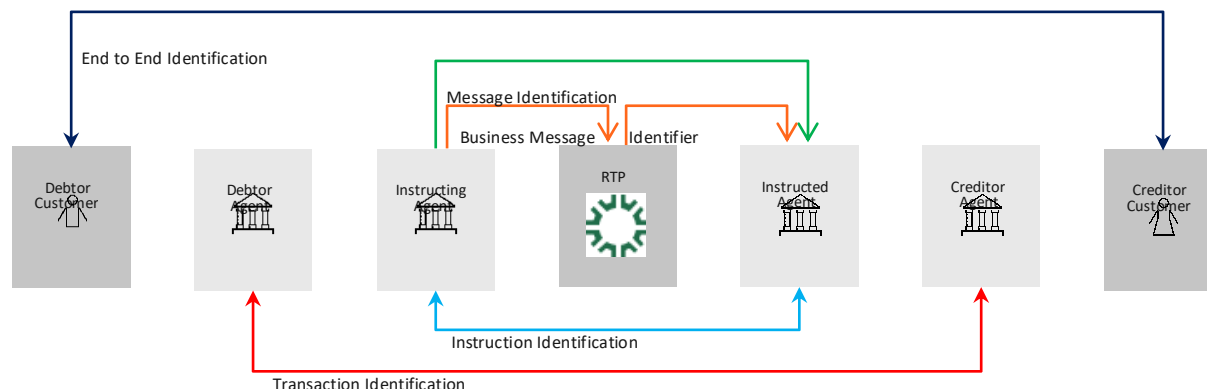 End to End Identification
Message Identification
Business Message Identifier
Debtor
Customer
Debtor
Agent
Instructing
Agent
RTP
Instructed
Agent
Creditor
Agent
Creditor
Customer
Instruction Identification
Transaction Identification